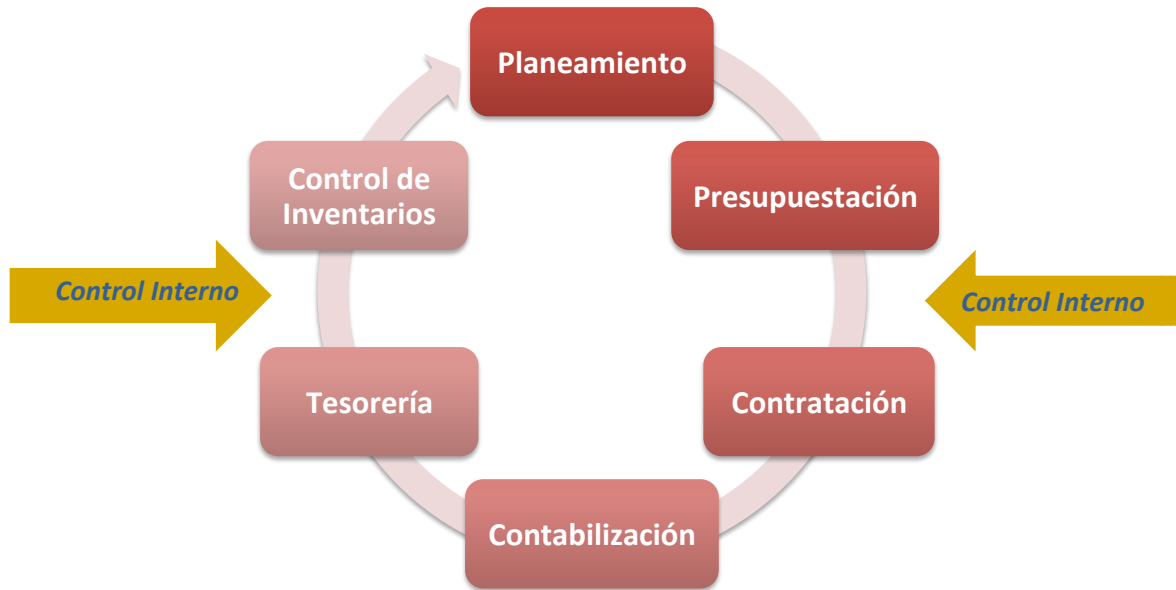 Planeamiento
Presupuestación
Contratación
Contabilización
Tesorería
Control de
Inventarios
Control Interno
Control Interno